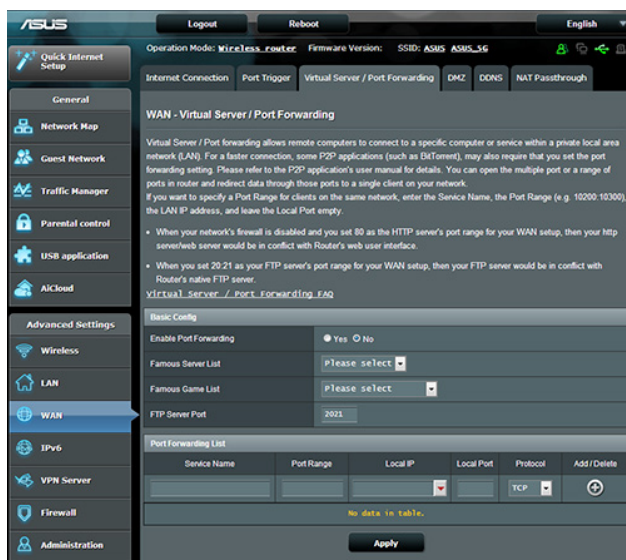 ASUS
Logout
Reboot
English
Quick Internet
Setup
General
Network Map
Guest Network
Traffic Manager
Parental control
USB application
AiCloud
Advanced Settings
Wireless
LAN
WAN
IPv6
VPN Server
Firewall
Administration
Operation Mode: Wireless router Firmware Version: SSID: ASUS ASUS_5G
Internet Connection
Port Trigger
Virtual Server / Port Forwarding
DMZ
DDNS
NAT Passthrough
WAN - Virtual Server / Port Forwarding
Virtual Server / Port forwarding allows remote computers to connect to a specific computer or service within a private local area
network (LAN). For a faster connection, some P2P applications (such as BitTorrent), may also require that you set the port
forwarding setting. Please refer to the P2P application's user manual for details. You can open the multiple port or a range of
ports in router and redirect data through those ports to a single client on your network.
If you want to specify a Port Range for clients on the same network, enter the Service Name, the Port Range (e.g. 10200:10300),
the LAN IP address, and leave the Local Port empty.
• When your network's firewall is disabled and you set 80 as the HTTP server's port range for your WAN setup, then your http
server/web server would be in conflict with Router's web user interface.
• When you set 20:21 as your FTP server's port range for your WAN setup, then your FTP server would be in conflict with
Router's native FTP server.
Virtual Server / Port Forwarding FAQ
Basic Config
Enable Port Forwarding Yes No
Famous Server List Please select
Famous Game List Please select
FTP Server Port 2021
Port Forwarding List
Service Name Port Range Local IP Local Port Protocol Add / Delete
TCP
No data in table.
Apply